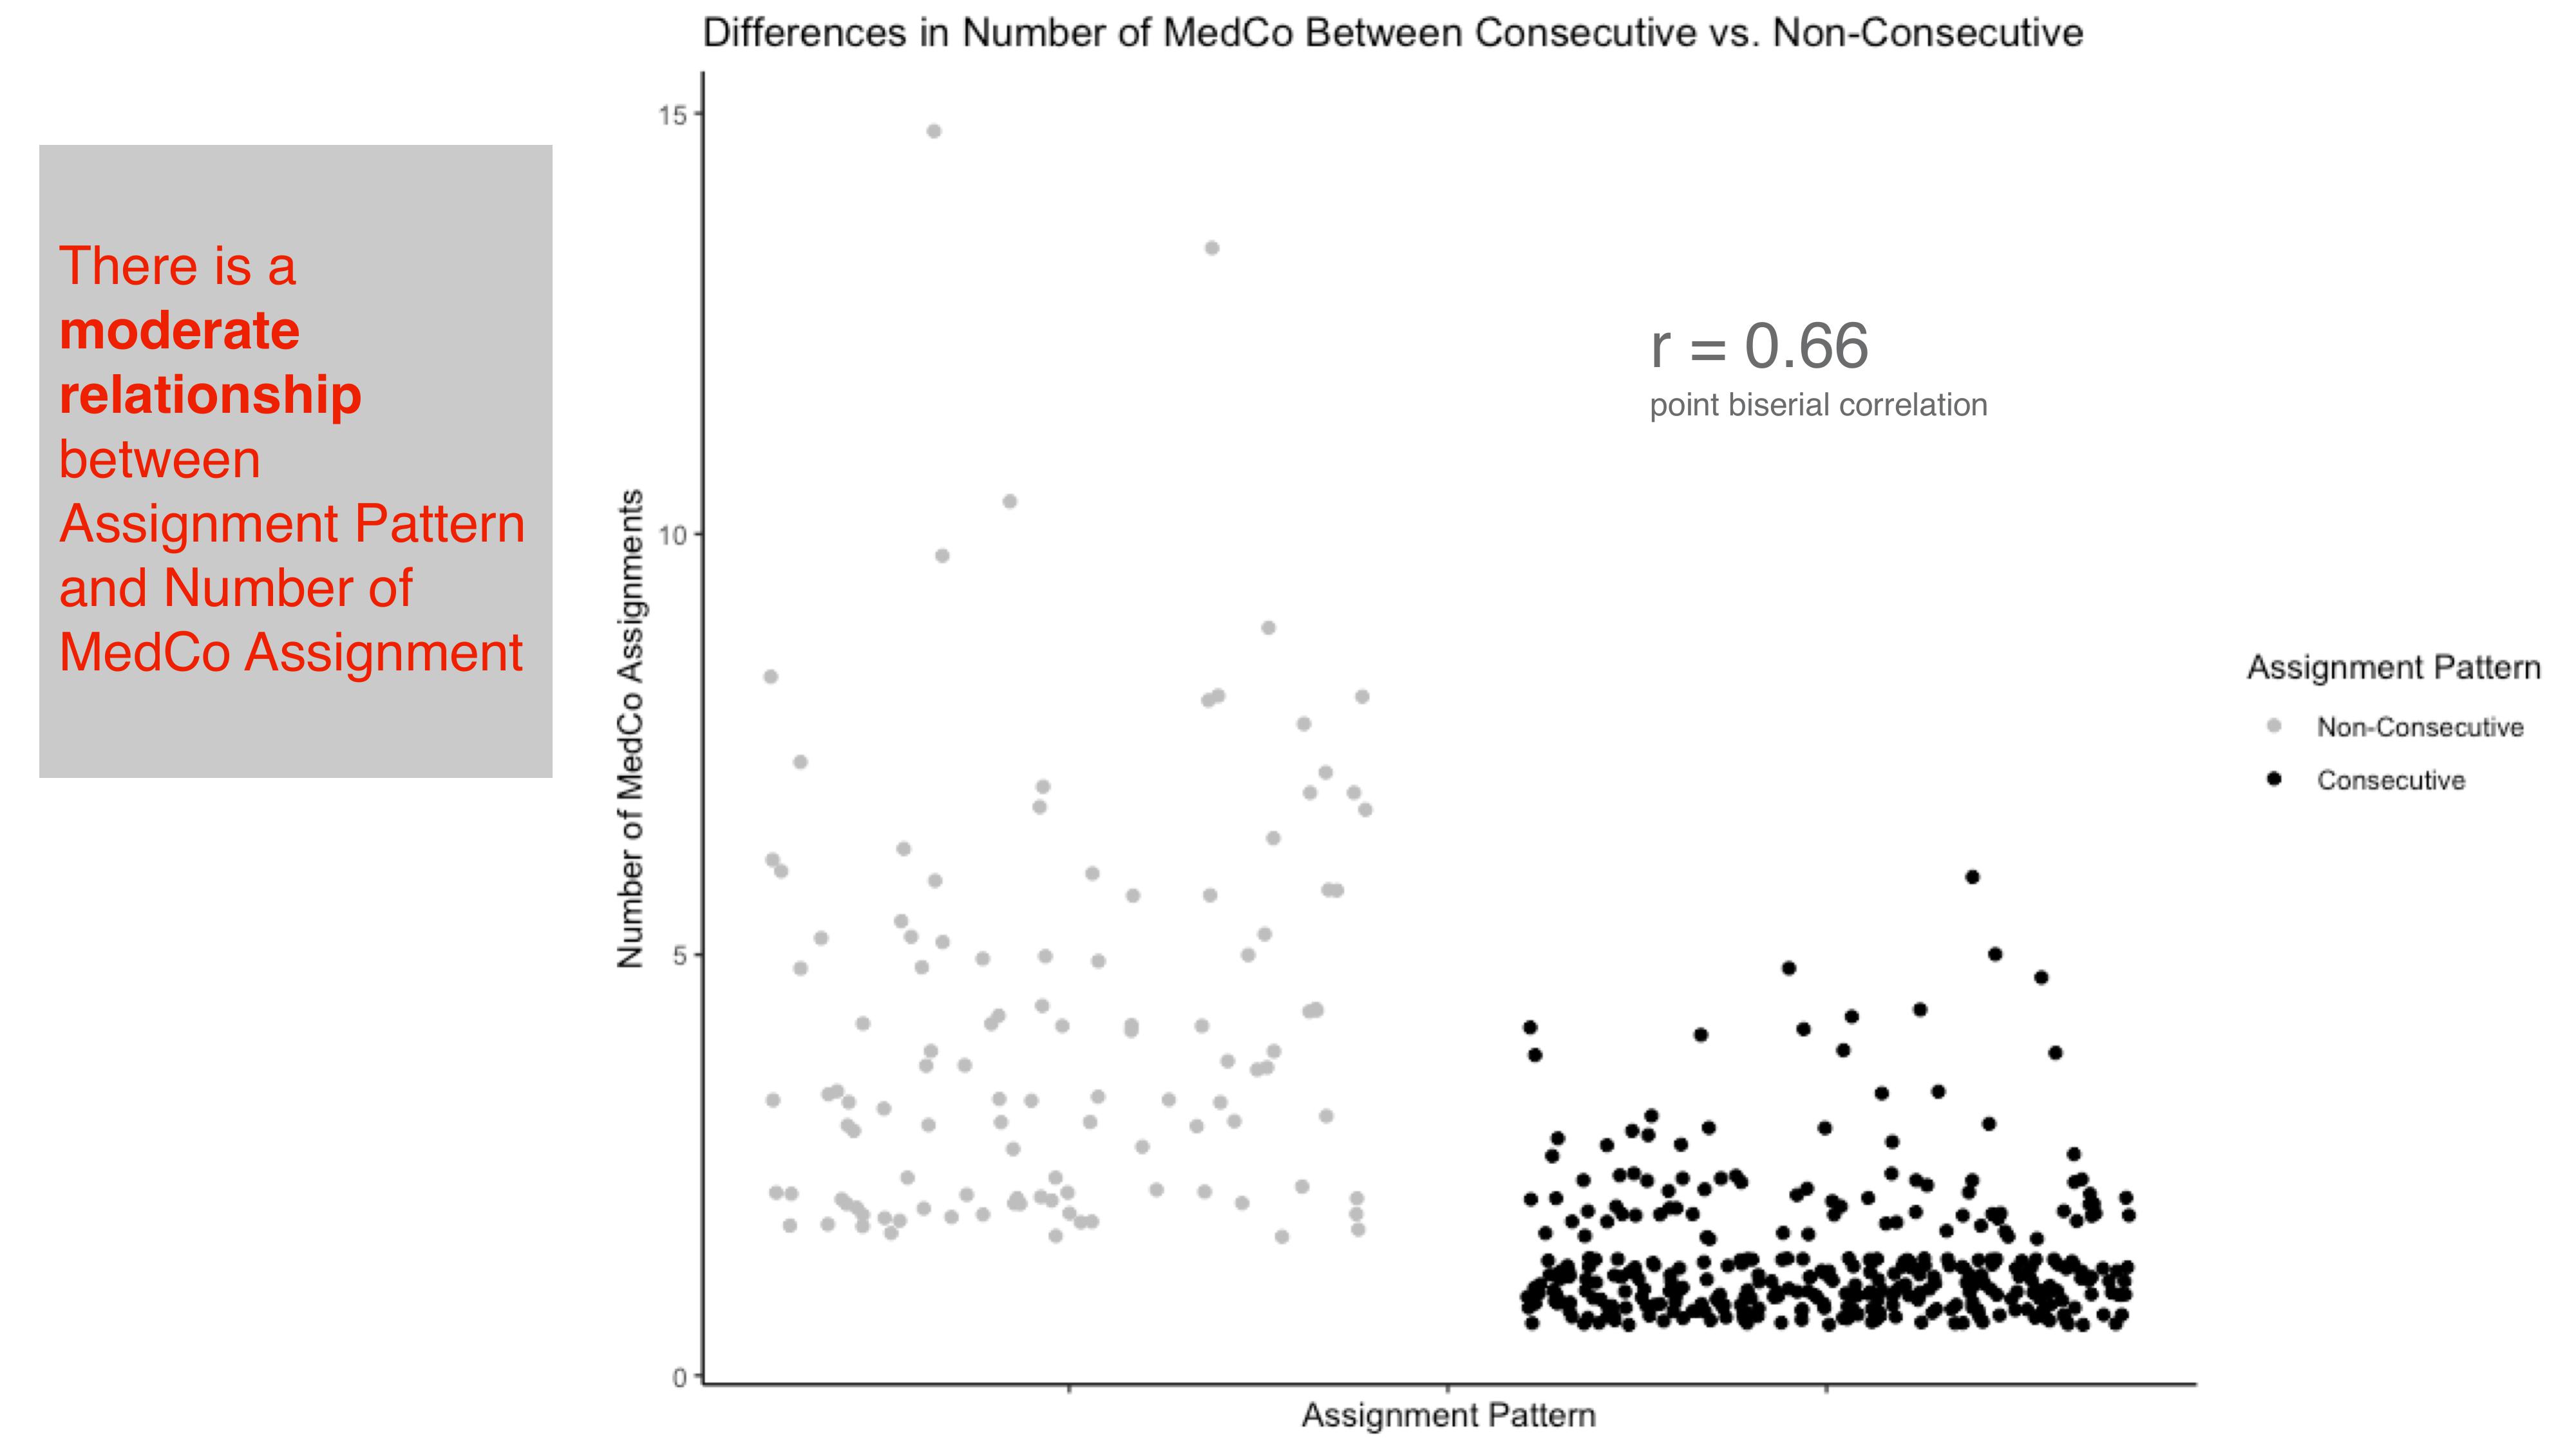 Differences in Number of MedCo Between Consecutive vs. Non-Consecutive
There is a
moderate
relationship
between
Assignment Pattern
and Number of
MedCo Assignment
Number of MedCo Assignments
15
10
5
0
r = 0.66
point biserial correlation
Assignment Pattern
Assignment Pattern
Non-Consecutive
Consecutive